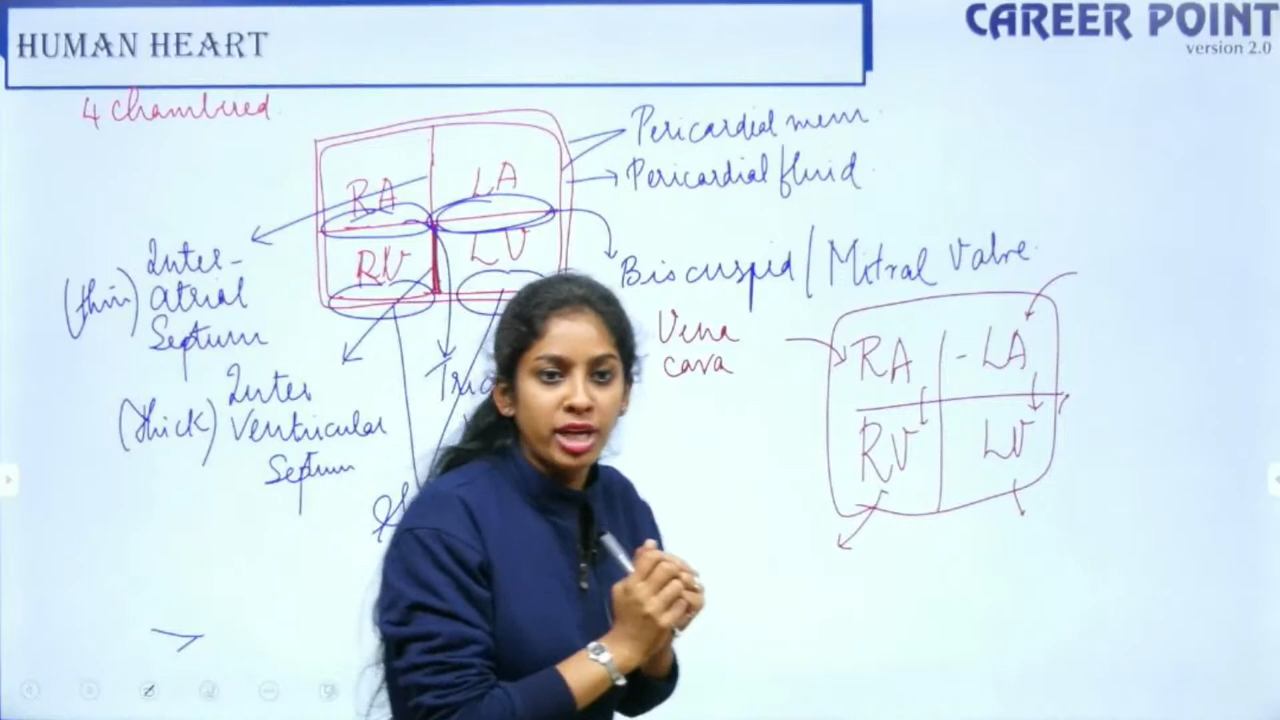 HUMAN HEART
CAREER POINT
version 2.0
4 chambered
Pericardial mem
Pericardial fluid
RA
LA
RV
LV
Inter-
(thin) atrial
Septum
Inter
(thick) Ventricular
Septum
Biscuspid / Mitral Valve
Vena
cava
RA
LA
RV
LV